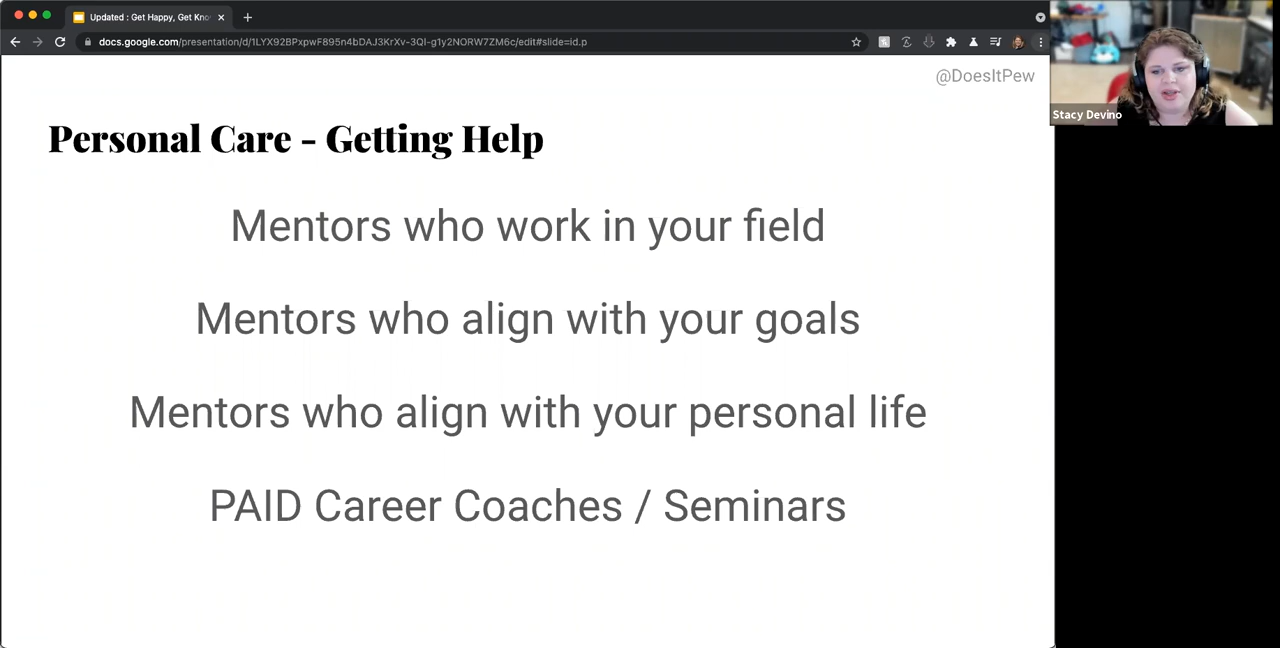 Updated : Get Happy, Get Kno
docs.google.com/presentation/d/1LYX92BPxpwF895n4bDAJ3KrXv-3QI-g1y2NORW7ZM6c/edit#slide=id.p
@DoesItPew
Stacy Devino
Personal Care - Getting Help
Mentors who work in your field
Mentors who align with your goals
Mentors who align with your personal life
PAID Career Coaches / Seminars